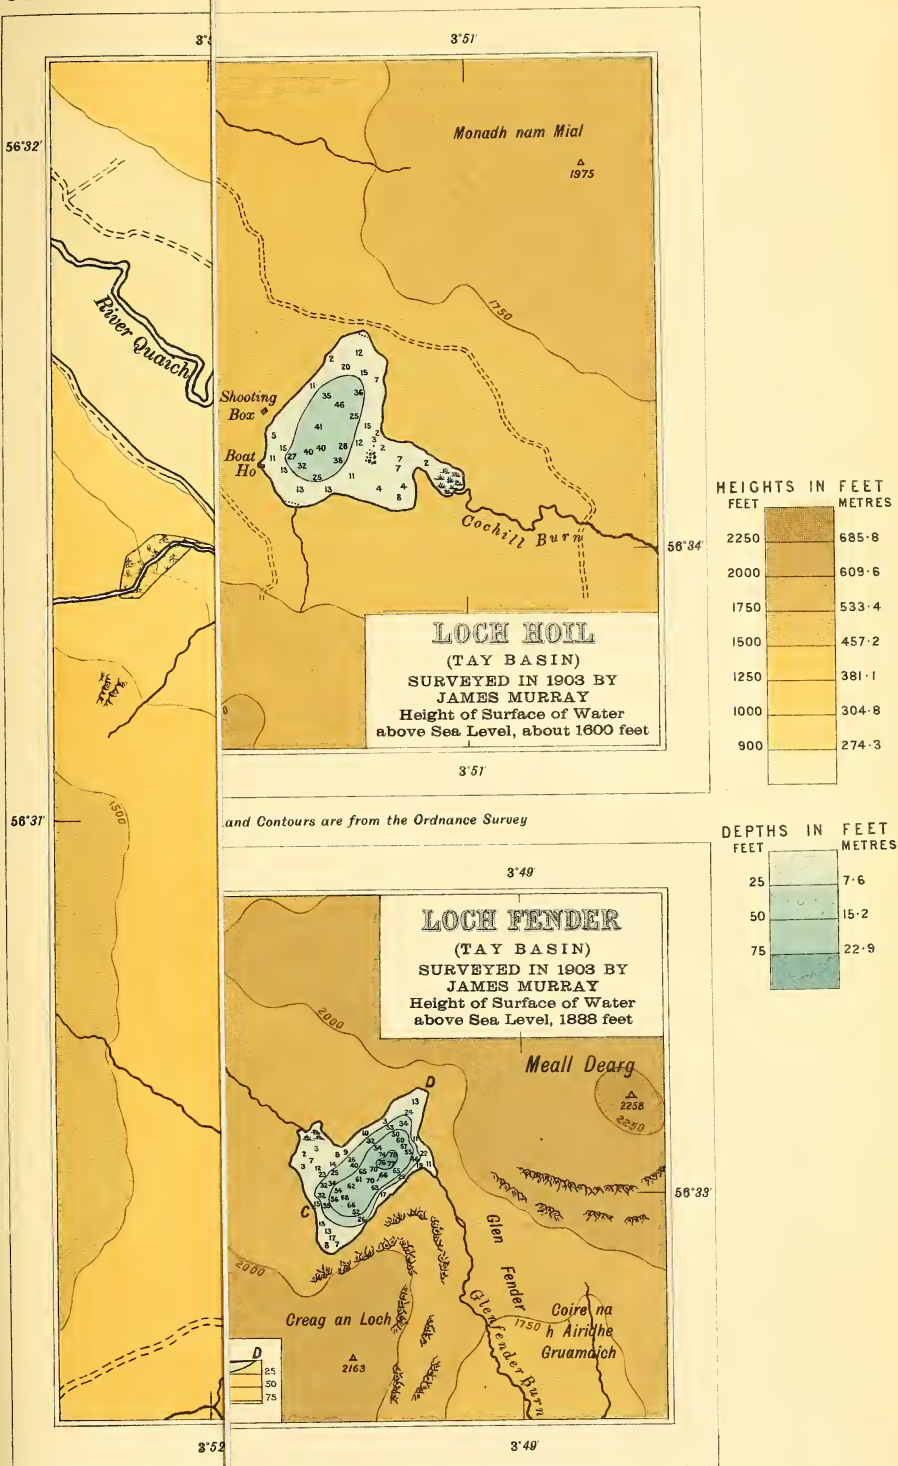 3°51'
56°32'
Monadh nam Mial
1975
River Quaich
1750
Shooting
Box
Boat
Ho
Cochill Burn
56°34'
LOCH HOIL
(TAY BASIN)
SURVEYED IN 1903 BY
JAMES MURRAY
Height of Surface of Water
above Sea Level, about 1600 feet
3°51'
HEIGHTS IN FEET
FEET METRES
2250 685·8
2000 609·6
1750 533·4
1500 457·2
1250 381·1
1000 304·8
900 274·3
1500
56°31'
and Contours are from the Ordnance Survey
DEPTHS IN FEET
FEET METRES
25 7·6
50 15·2
75 22·9
3°49'
LOCH FENDER
(TAY BASIN)
SURVEYED IN 1903 BY
JAMES MURRAY
Height of Surface of Water
above Sea Level, 1888 feet
2000
Meall Dearg
2258
2250
D
C
56°33'
2000
Glen Fender
Glenfender Burn
Creag an Loch
2163
1750
Coire na
h Airidhe
Gruamaich
D
25
50
75
3°52
3°49'